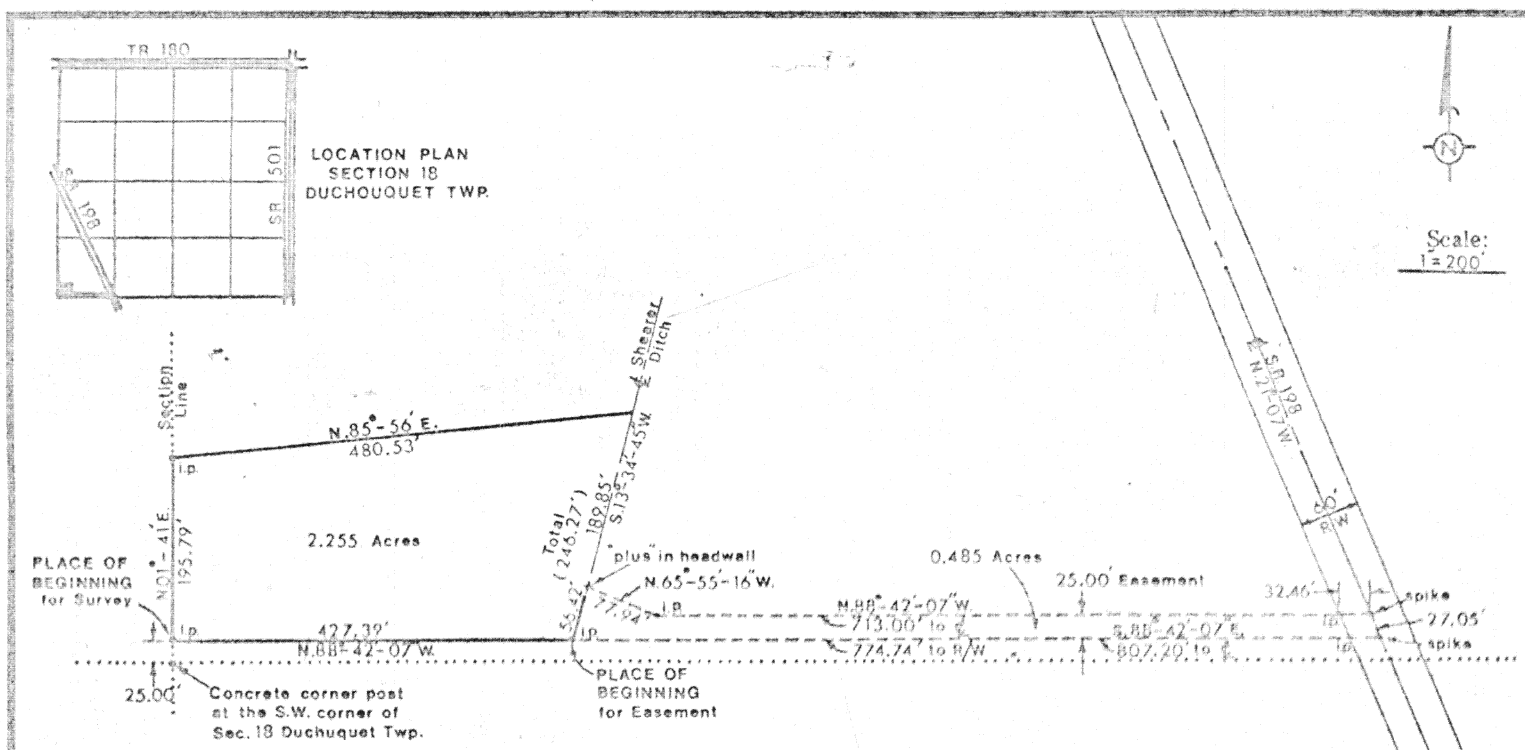 TR 180
SR 501
SR 198
LOCATION PLAN
SECTION 18
DUCHOUQUET TWP.
N
Scale:
1"=200'
Section
Line
Shearer
Ditch
N.85°-56' E.
480.53'
i.p.
N.01°-41' E.
195.79'
2.255 Acres
Total
(246.27')
189.85'
S.13°-34'-45"W.
56.42'
"plus" in headwall
N.65°-55'-16"W.
77.94'
i.p.
PLACE OF
BEGINNING
for Survey
i.p.
427.39'
N.88-42-07 W.
i.p.
0.485 Acres
25.00' Easement
N.88°-42'-07"W.
713.00' to ℄
S.88°-42'-07"E.
774.74' to R/W
807.20' to ℄
32.46'
spike
27.05'
spike
i.p.
i.p.
S.R. 198
N.21°-07' W.
60'
R/W
25.00'
Concrete corner post
at the S.W. corner of
Sec. 18 Duchuquet Twp.
PLACE OF
BEGINNING
for Easement